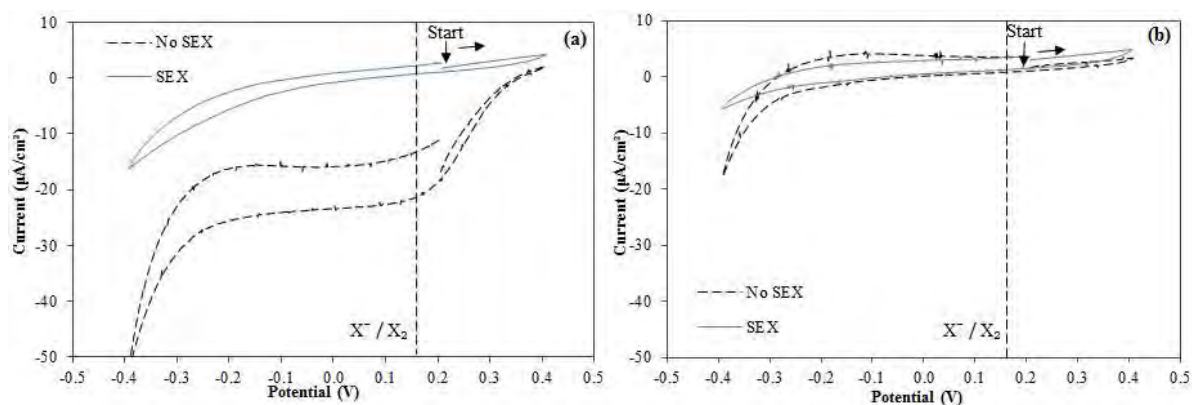 10
0
-10
-20
-30
-40
-50
Current (µA/cm²)
No SEX
SEX
Start
(a)
X⁻ / X₂
-0.5 -0.4 -0.3 -0.2 -0.1 0.0 0.1 0.2 0.3 0.4 0.5
Potential (V)
10
0
-10
-20
-30
-40
-50
Current (µA/cm²)
Start
(b)
No SEX
SEX
X⁻ / X₂
-0.5 -0.4 -0.3 -0.2 -0.1 0.0 0.1 0.2 0.3 0.4 0.5
Potential (V)